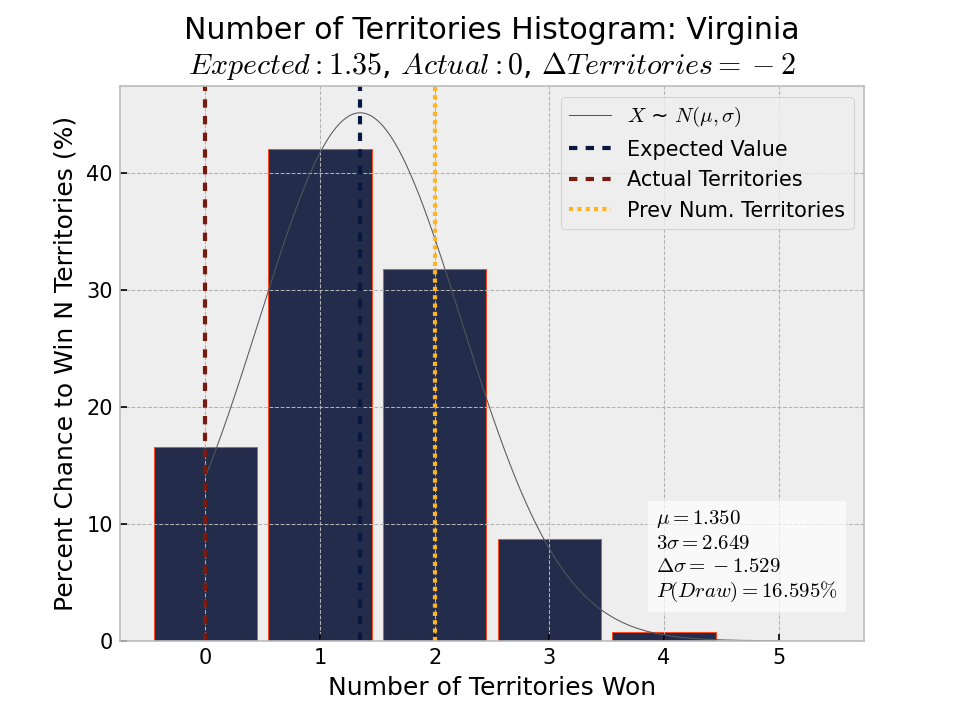 Number of Territories Histogram: Virginia
Expected : 1.35, Actual : 0, ΔTerritories = −2
Percent Chance to Win N Territories (%)
40
30
20
10
0
X ~ N(μ, σ)
Expected Value
Actual Territories
Prev Num. Territories
μ = 1.350
3σ = 2.649
Δσ = −1.529
P(Draw) = 16.595%
0 1 2 3 4 5
Number of Territories Won